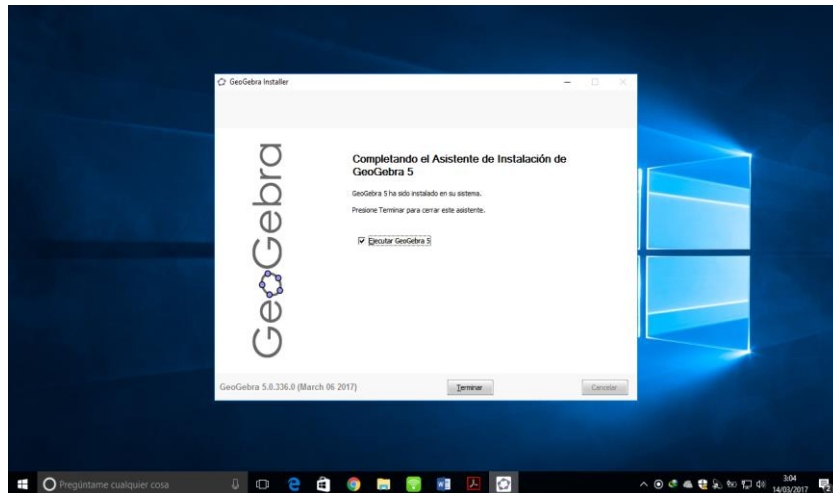 GeoGebra Installer
GeoGebra
Completando el Asistente de Instalación de
GeoGebra 5
GeoGebra 5 ha sido instalado en su sistema.
Presione Terminar para cerrar este asistente.
Ejecutar GeoGebra 5
GeoGebra 5.0.336.0 (March 06 2017)
Terminar
Cancelar
Pregúntame cualquier cosa
3:04
14/03/2017